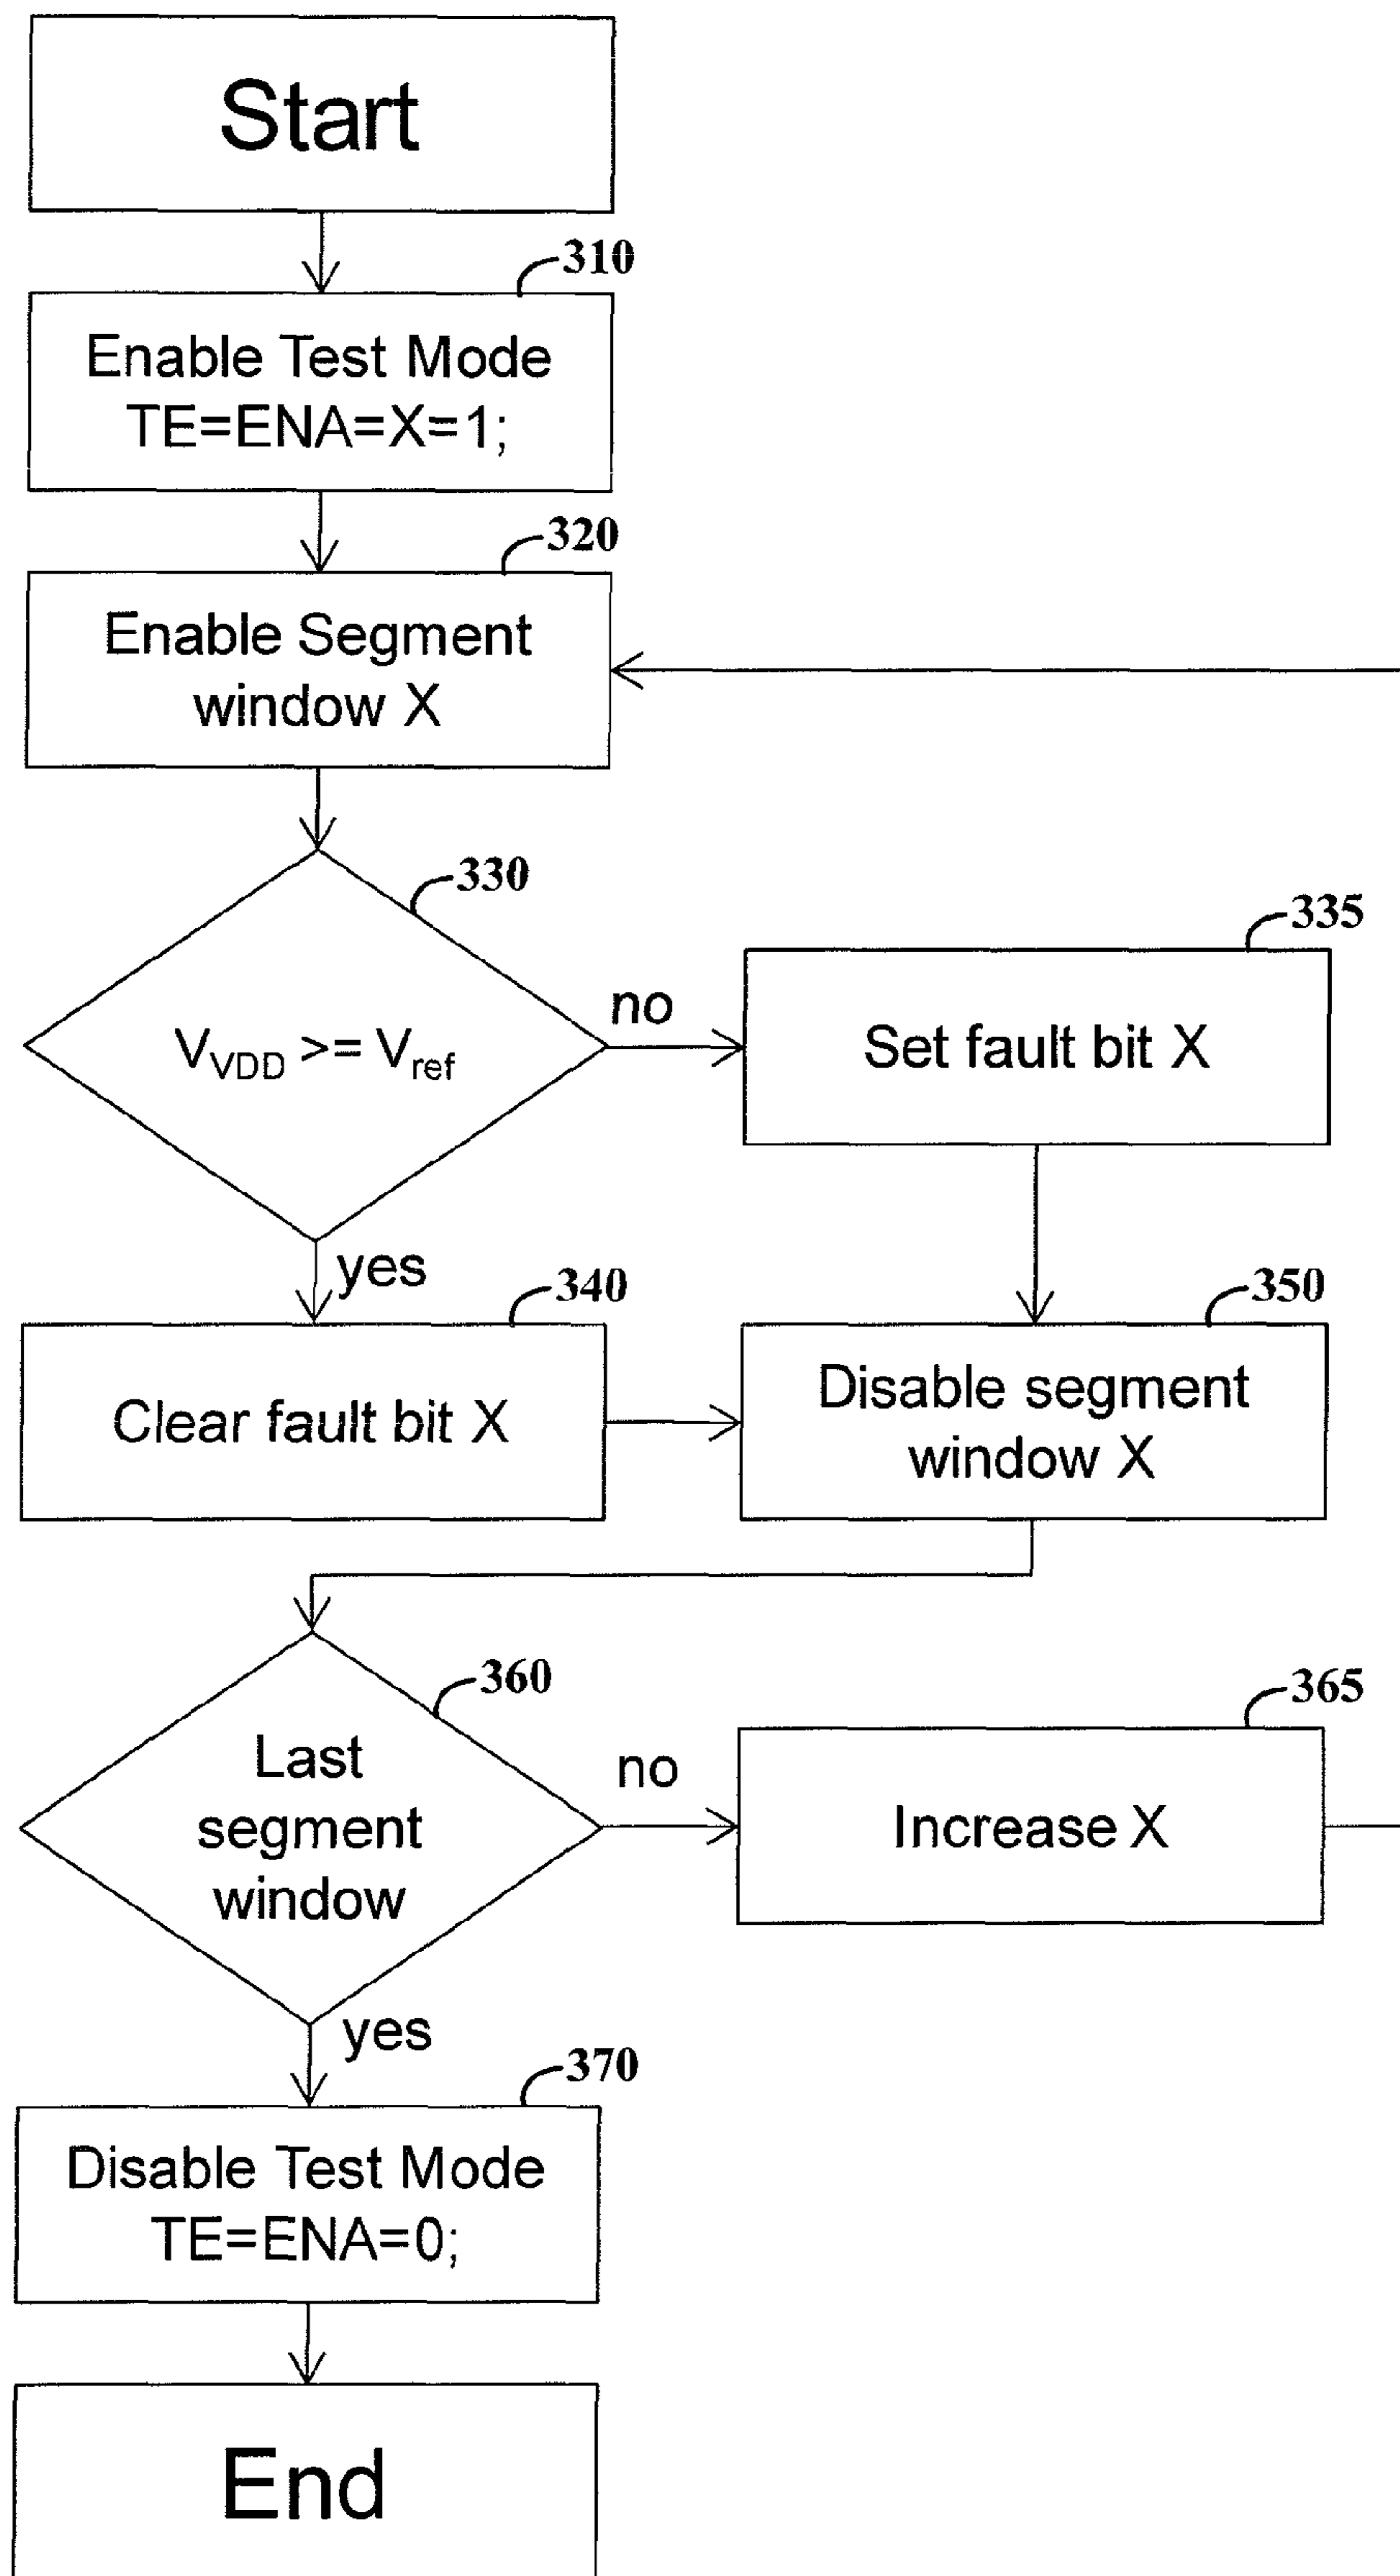 Start
310
Enable Test Mode
TE=ENA=X=1;
320
Enable Segment
window X
330
V_VDD >= V_ref
no
335
Set fault bit X
yes
340
Clear fault bit X
350
Disable segment
window X
360
Last
segment
window
no
365
Increase X
yes
370
Disable Test Mode
TE=ENA=0;
End